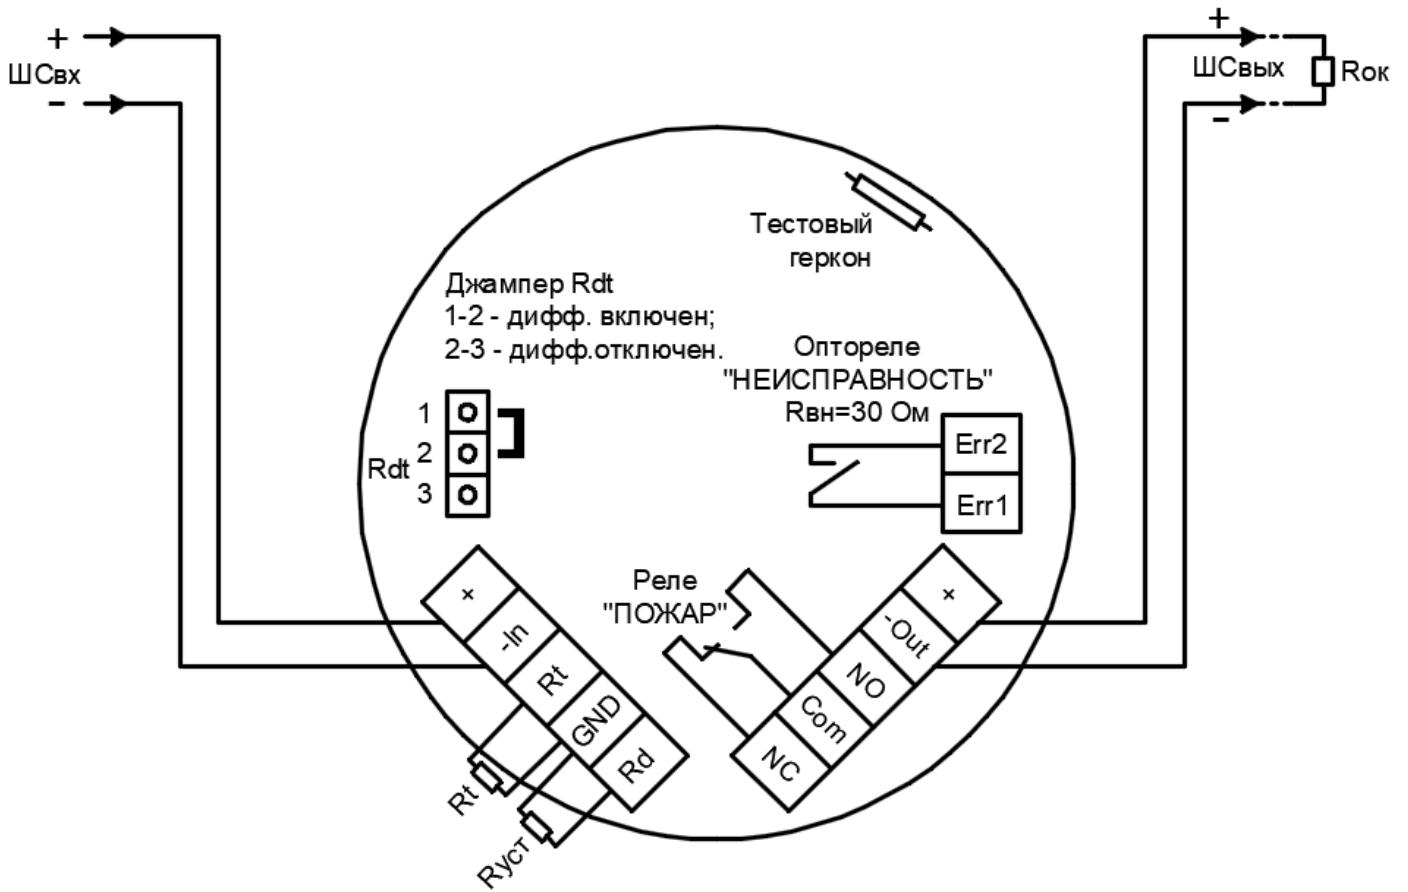 +
ШСвх
-
+
ШСвых
-
Rок
Тестовый
геркон
Джампер Rdt
1-2 - дифф. включен;
2-3 - дифф.отключен.
Оптореле
"НЕИСПРАВНОСТЬ"
Rвн=30 Ом
1
2
3
Rdt
Err2
Err1
Реле
"ПОЖАР"
+
-In
Rt
GND
Rd
+
-Out
NO
Com
NC
Rt
Rуст